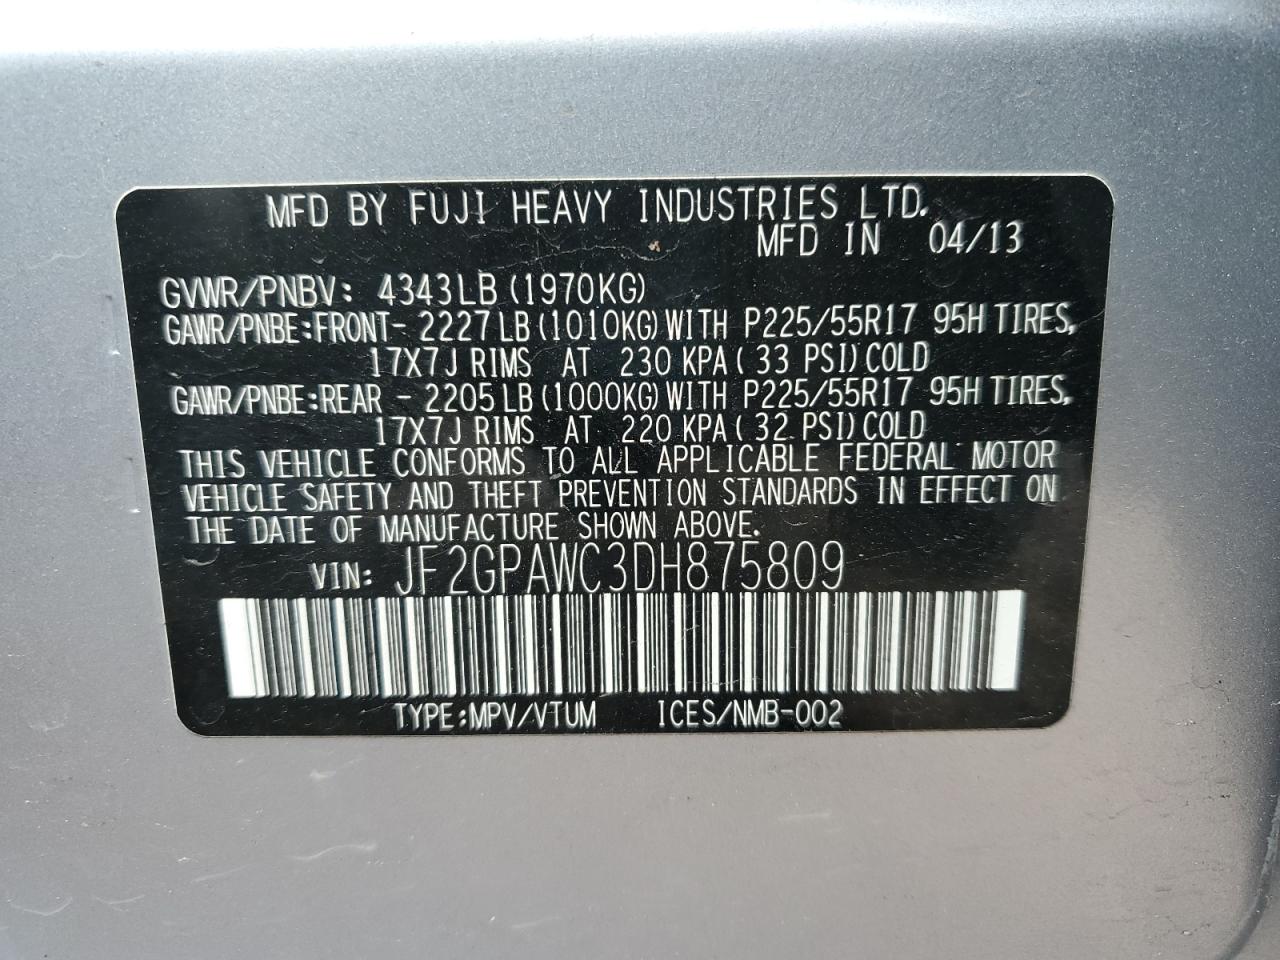 MFD BY FUJI HEAVY INDUSTRIES LTD.
MFD IN 04/13
GVWR/PNBV: 4343LB (1970KG)
GAWR/PNBE:FRONT- 2227LB(1010KG)WITH P225/55R17 95H TIRES,
17X7J RIMS AT 230 KPA( 33 PSI)COLD
GAWR/PNBE:REAR - 2205LB(1000KG)WITH P225/55R17 95H TIRES,
17X7J RIMS AT 220 KPA( 32 PSI)COLD
THIS VEHICLE CONFORMS TO ALL APPLICABLE FEDERAL MOTOR
VEHICLE SAFETY AND THEFT PREVENTION STANDARDS IN EFFECT ON
THE DATE OF MANUFACTURE SHOWN ABOVE.
VIN: JF2GPAWC3DH875809
TYPE:MPV/VTUM ICES/NMB-002